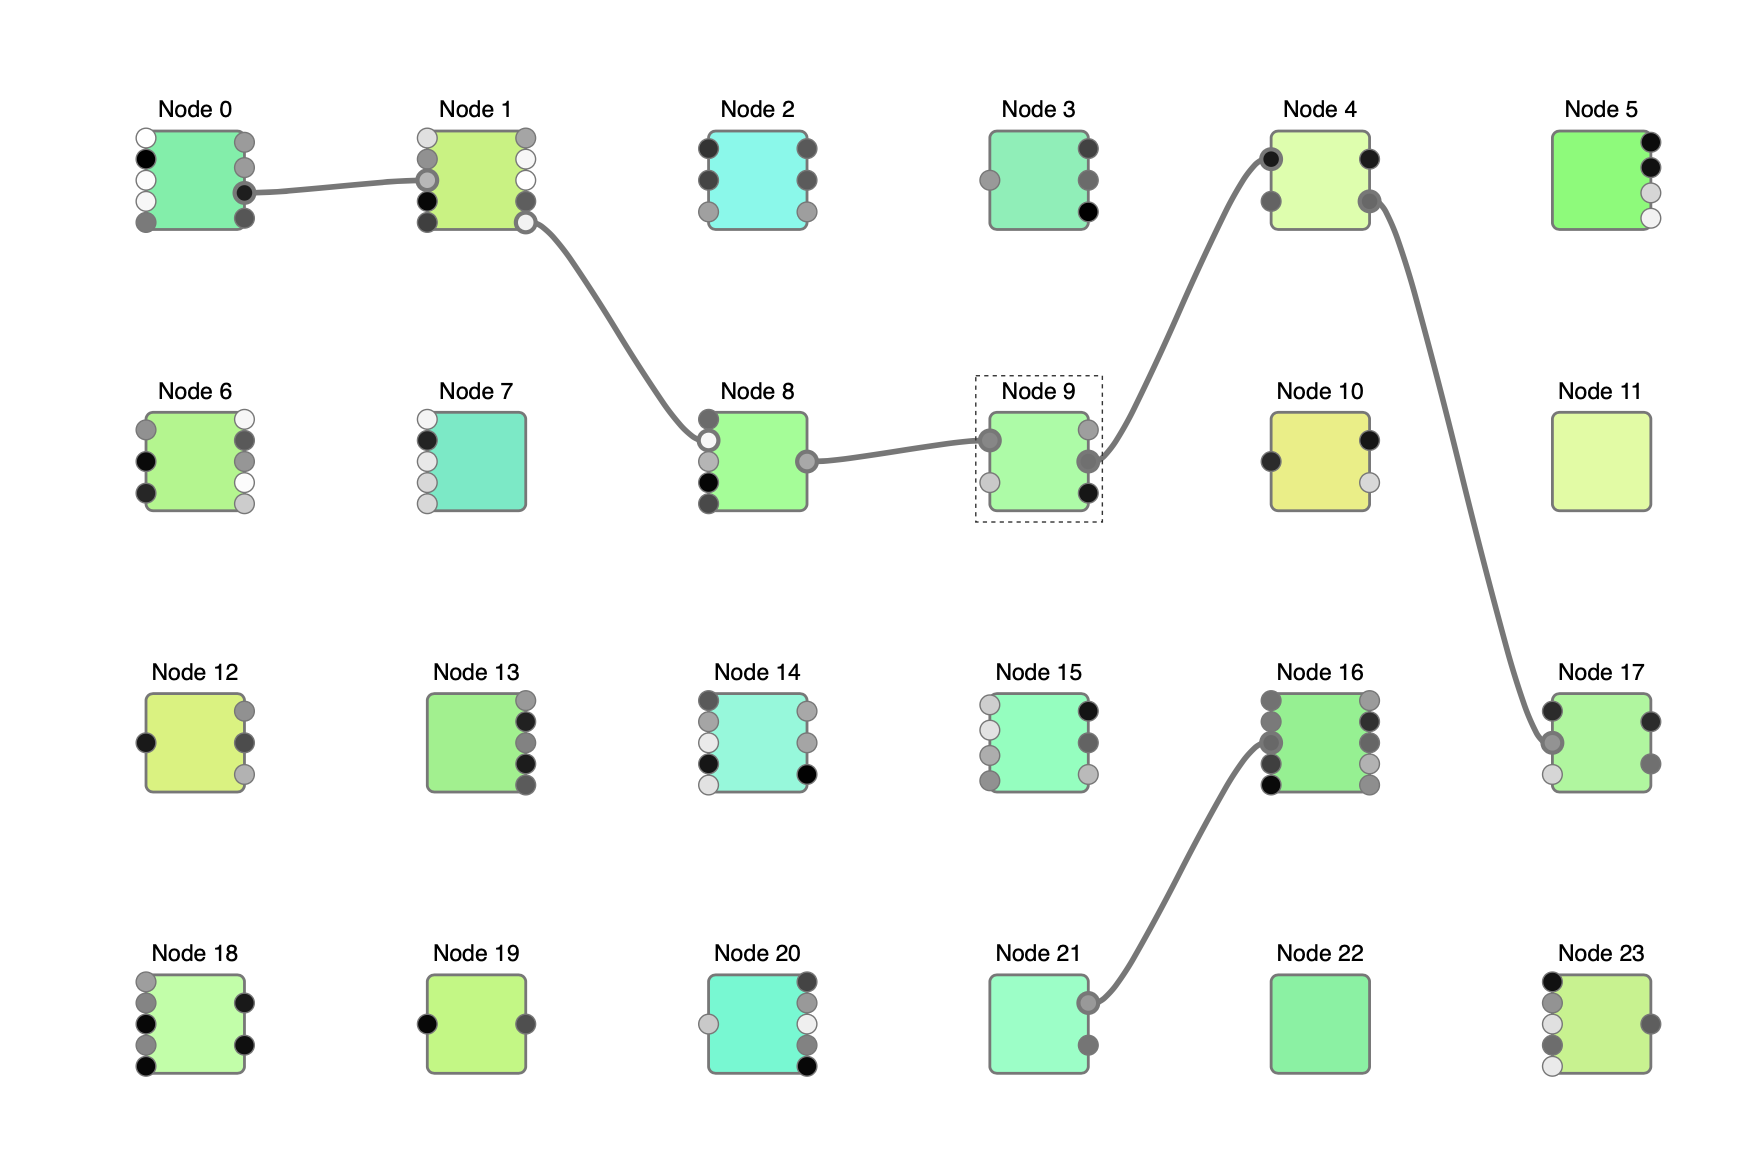 Node 0
Node 1
Node 2
Node 3
Node 4
Node 5
Node 6
Node 7
Node 8
Node 9
Node 10
Node 11
Node 12
Node 13
Node 14
Node 15
Node 16
Node 17
Node 18
Node 19
Node 20
Node 21
Node 22
Node 23